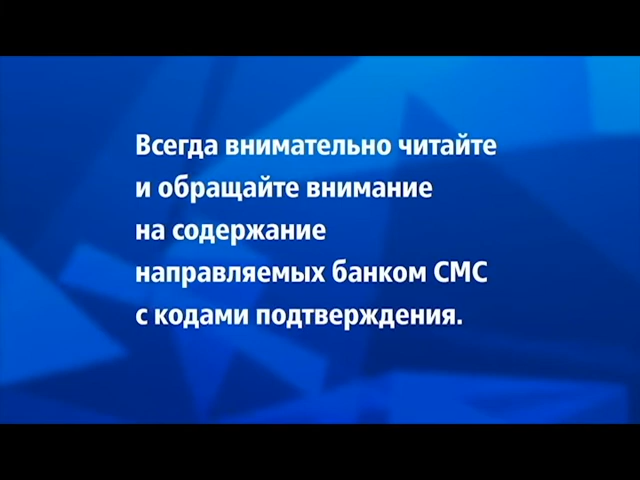 Всегда внимательно читайте
и обращайте внимание
на содержание
направляемых банком СМС
с кодами подтверждения.